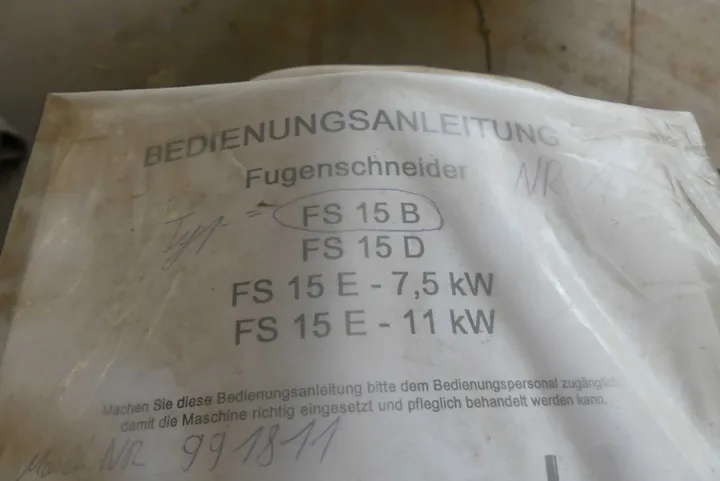 BEDIENUNGSANLEITUNG
Fugenschneider NR
Typ = FS 15 B
FS 15 D
FS 15 E - 7,5 kW
FS 15 E - 11 kW
Machen Sie diese Bedienungsanleitung bitte dem Bedienungspersonal zugänglich
damit die Maschine richtig eingesetzt und pfleglich behandelt werden kann.
NR 991811